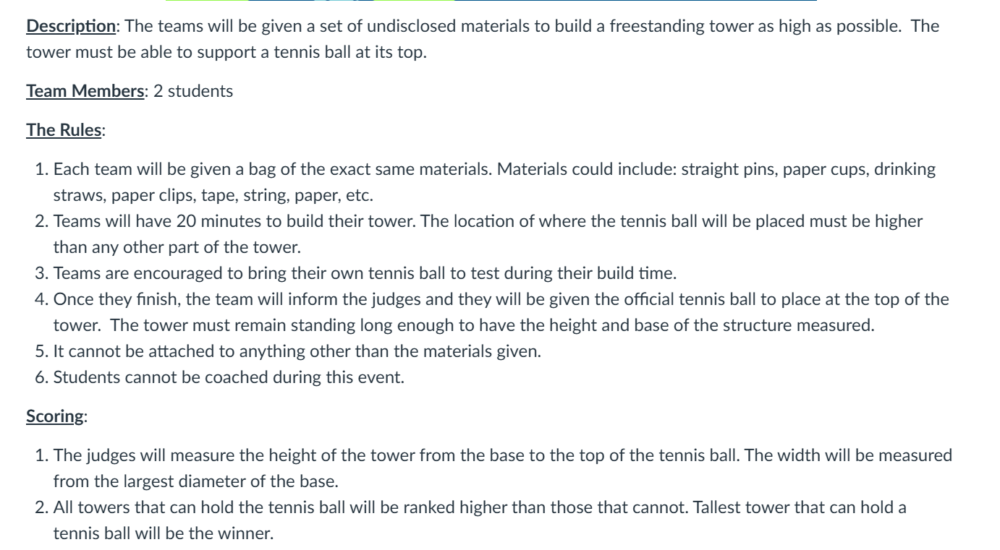 Description: The teams will be given a set of undisclosed materials to build a freestanding tower as high as possible.  The
tower must be able to support a tennis ball at its top.
Team Members: 2 students
The Rules:
1. Each team will be given a bag of the exact same materials. Materials could include: straight pins, paper cups, drinking
straws, paper clips, tape, string, paper, etc.
2. Teams will have 20 minutes to build their tower. The location of where the tennis ball will be placed must be higher
than any other part of the tower.
3. Teams are encouraged to bring their own tennis ball to test during their build time.
4. Once they finish, the team will inform the judges and they will be given the official tennis ball to place at the top of the
tower.  The tower must remain standing long enough to have the height and base of the structure measured.
5. It cannot be attached to anything other than the materials given.
6. Students cannot be coached during this event.
Scoring:
1. The judges will measure the height of the tower from the base to the top of the tennis ball. The width will be measured
from the largest diameter of the base.
2. All towers that can hold the tennis ball will be ranked higher than those that cannot. Tallest tower that can hold a
tennis ball will be the winner.